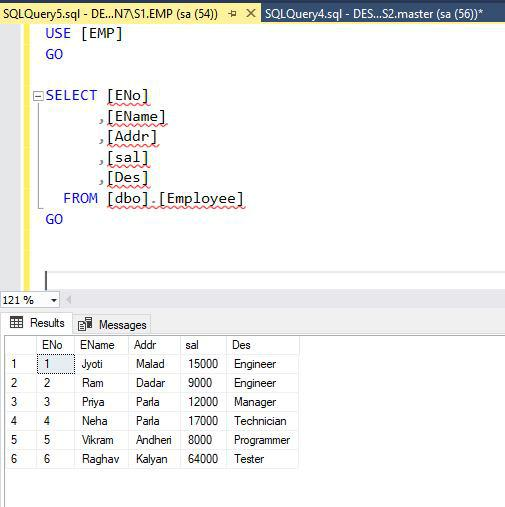 SQLQuery5.sql - DE...N7\S1.EMP (sa (54)) SQLQuery4.sql - DES...S2.master (sa (56))*
USE [EMP]
GO
SELECT [ENo]
,[EName]
,[Addr]
,[sal]
,[Des]
FROM [dbo].[Employee]
GO
121 %
Results Messages
ENo EName Addr sal Des
1 1 Jyoti Malad 15000 Engineer
2 2 Ram Dadar 9000 Engineer
3 3 Priya Parla 12000 Manager
4 4 Neha Parla 17000 Technician
5 5 Vikram Andheri 8000 Programmer
6 6 Raghav Kalyan 64000 Tester